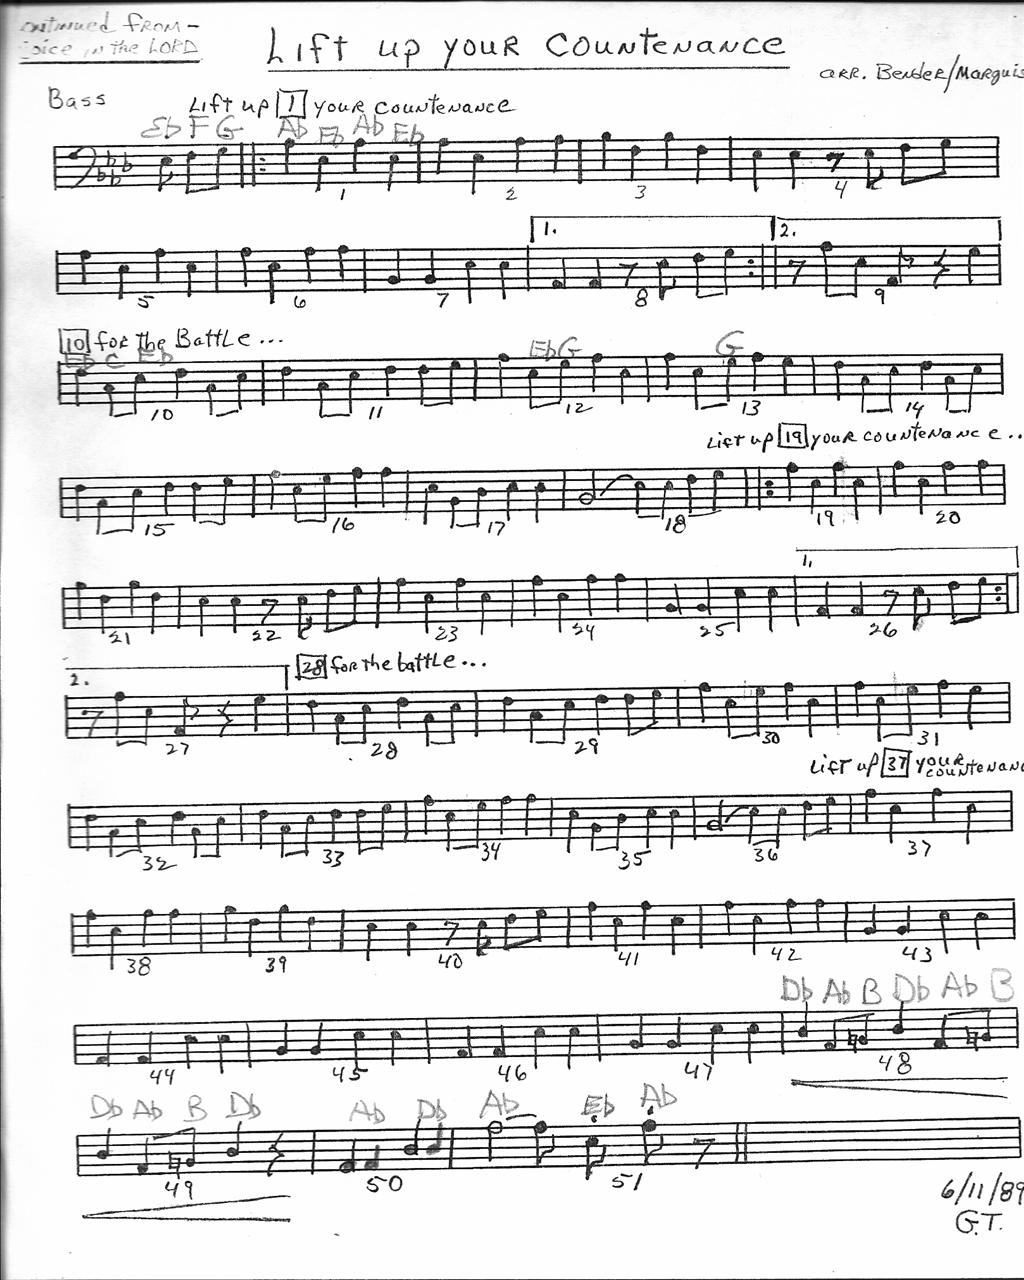 ontinued FROM –
oice in the LORD
Lift up your Countenance
arr. Bender/Marquis
Bass
Lift up 1 your countenance
Eb F G Ab Eb Ab Eb
1 2 3 4
1. 2.
5 6 7 8 9
10 for the Battle ...
Eb C Eb Eb G G
10 11 12 13 14
Lift up 19 your countenance ..
15 16 17 18 19 20
1.
21 22 23 24 25 26
2. 28 for the battle ...
27 28 29 30 31
Lift up 37 your
countenanc
32 33 34 35 36 37
38 39 40 41 42 43
Db Ab B Db Ab B
44 45 46 47 48
Db Ab B Db Ab Db Ab Eb Ab
49 50 51
6/11/89
G.T.